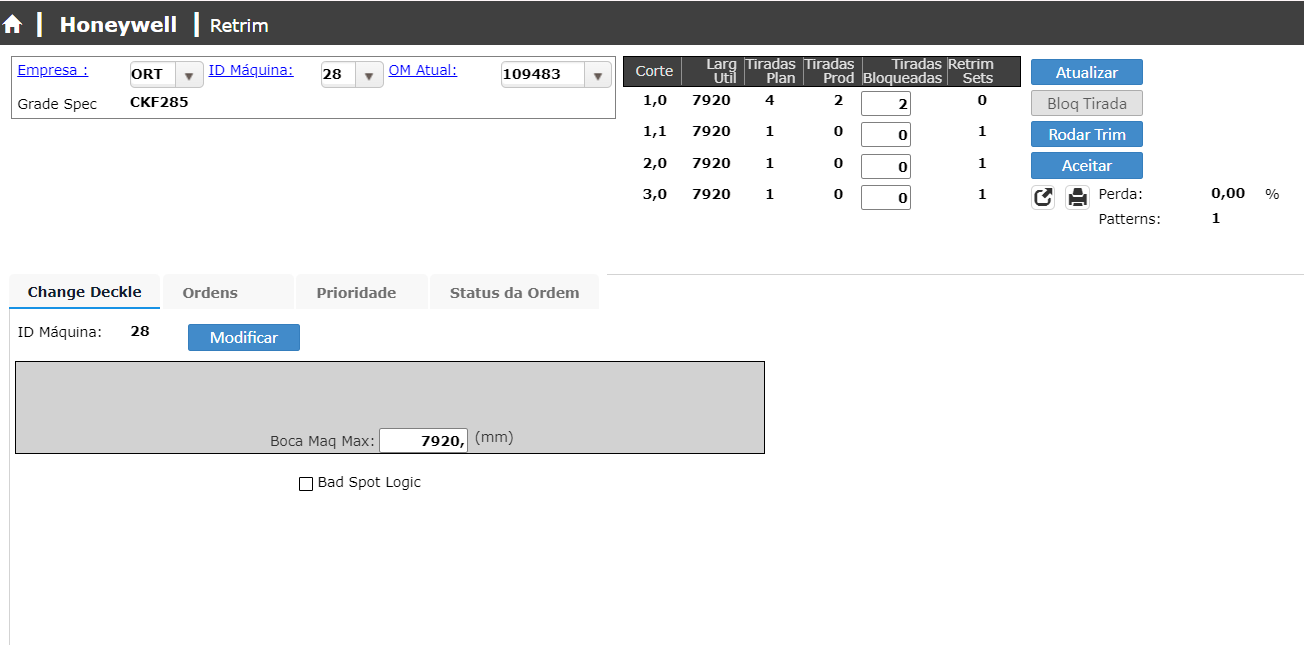 Honeywell Retrim
Empresa : ORT ID Máquina: 28 OM Atual: 109483
Grade Spec CKF285
Corte Larg Util Tiradas Plan Tiradas Prod Tiradas Bloqueadas Retrim Sets
1,0 7920 4 2 2 0
1,1 7920 1 0 0 1
2,0 7920 1 0 0 1
3,0 7920 1 0 0 1
Atualizar
Bloq Tirada
Rodar Trim
Aceitar
Perda: 0,00 %
Patterns: 1
Change Deckle Ordens Prioridade Status da Ordem
ID Máquina: 28 Modificar
Boca Maq Max: 7920, (mm)
Bad Spot Logic